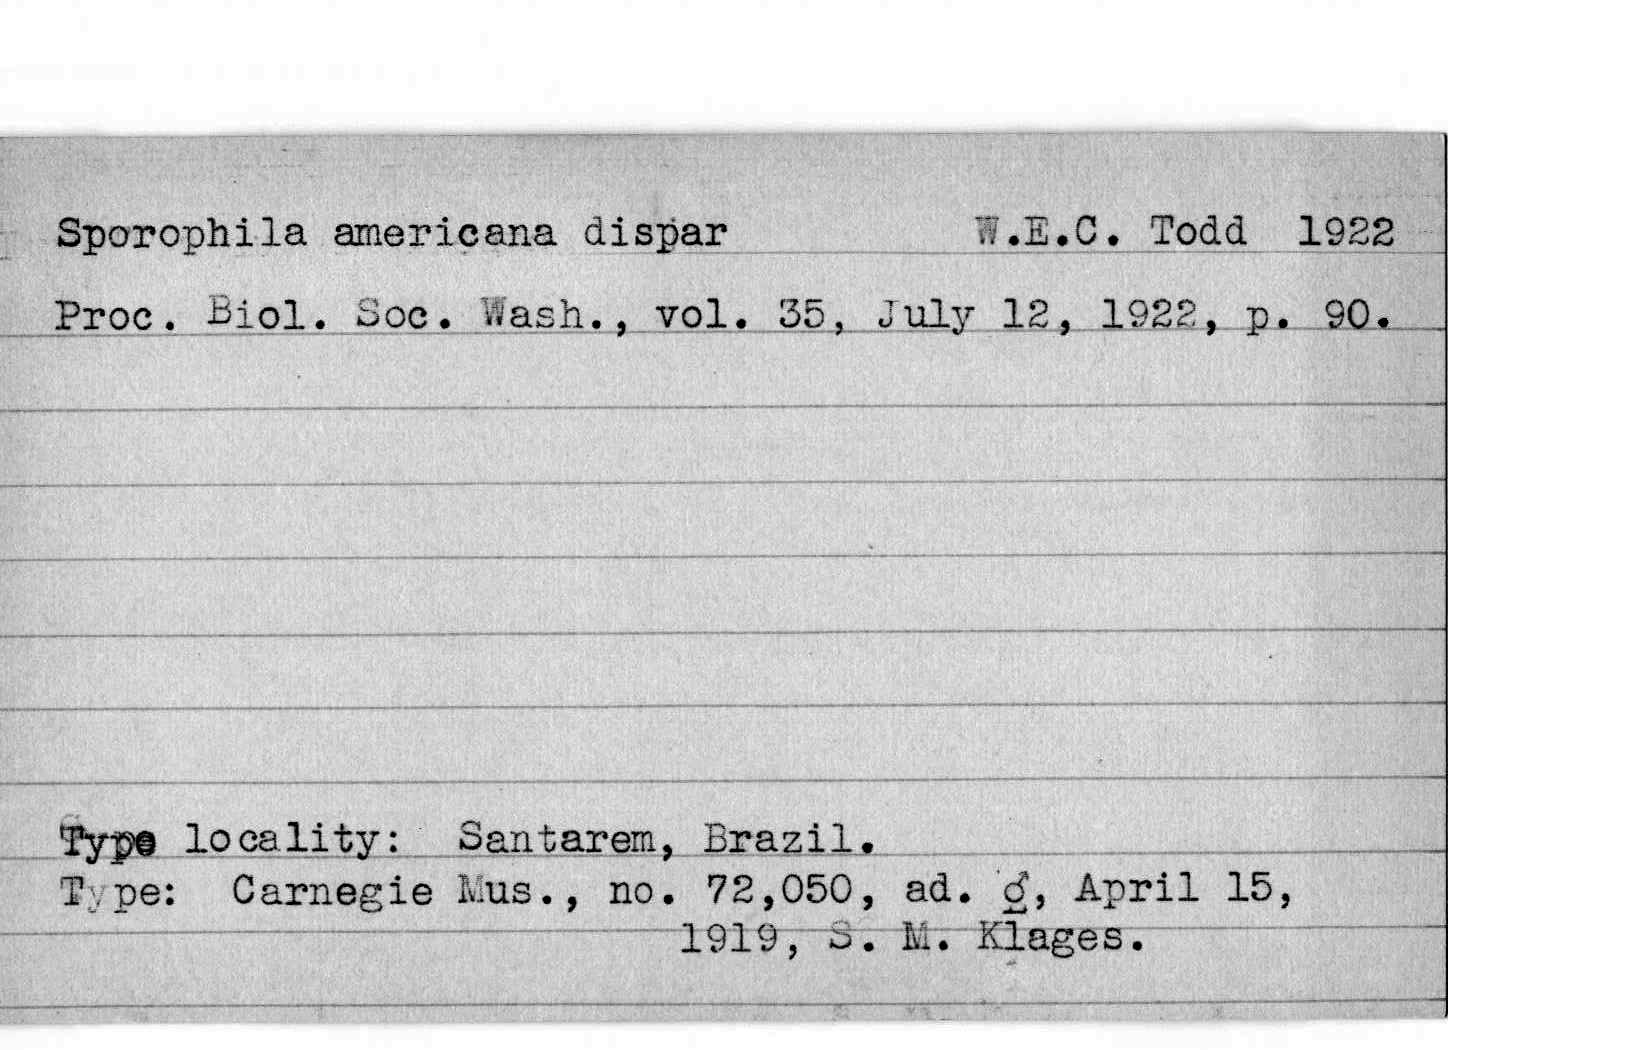 Sporophila americana dispar W.E.C. Todd 1922
Proc. Biol. Soc. Wash., vol. 35, July 12, 1922, p. 90.
Type locality: Santarem, Brazil.
Type: Carnegie Mus., no. 72,050, ad. ♂, April 15,
1919, S. M. Klages.